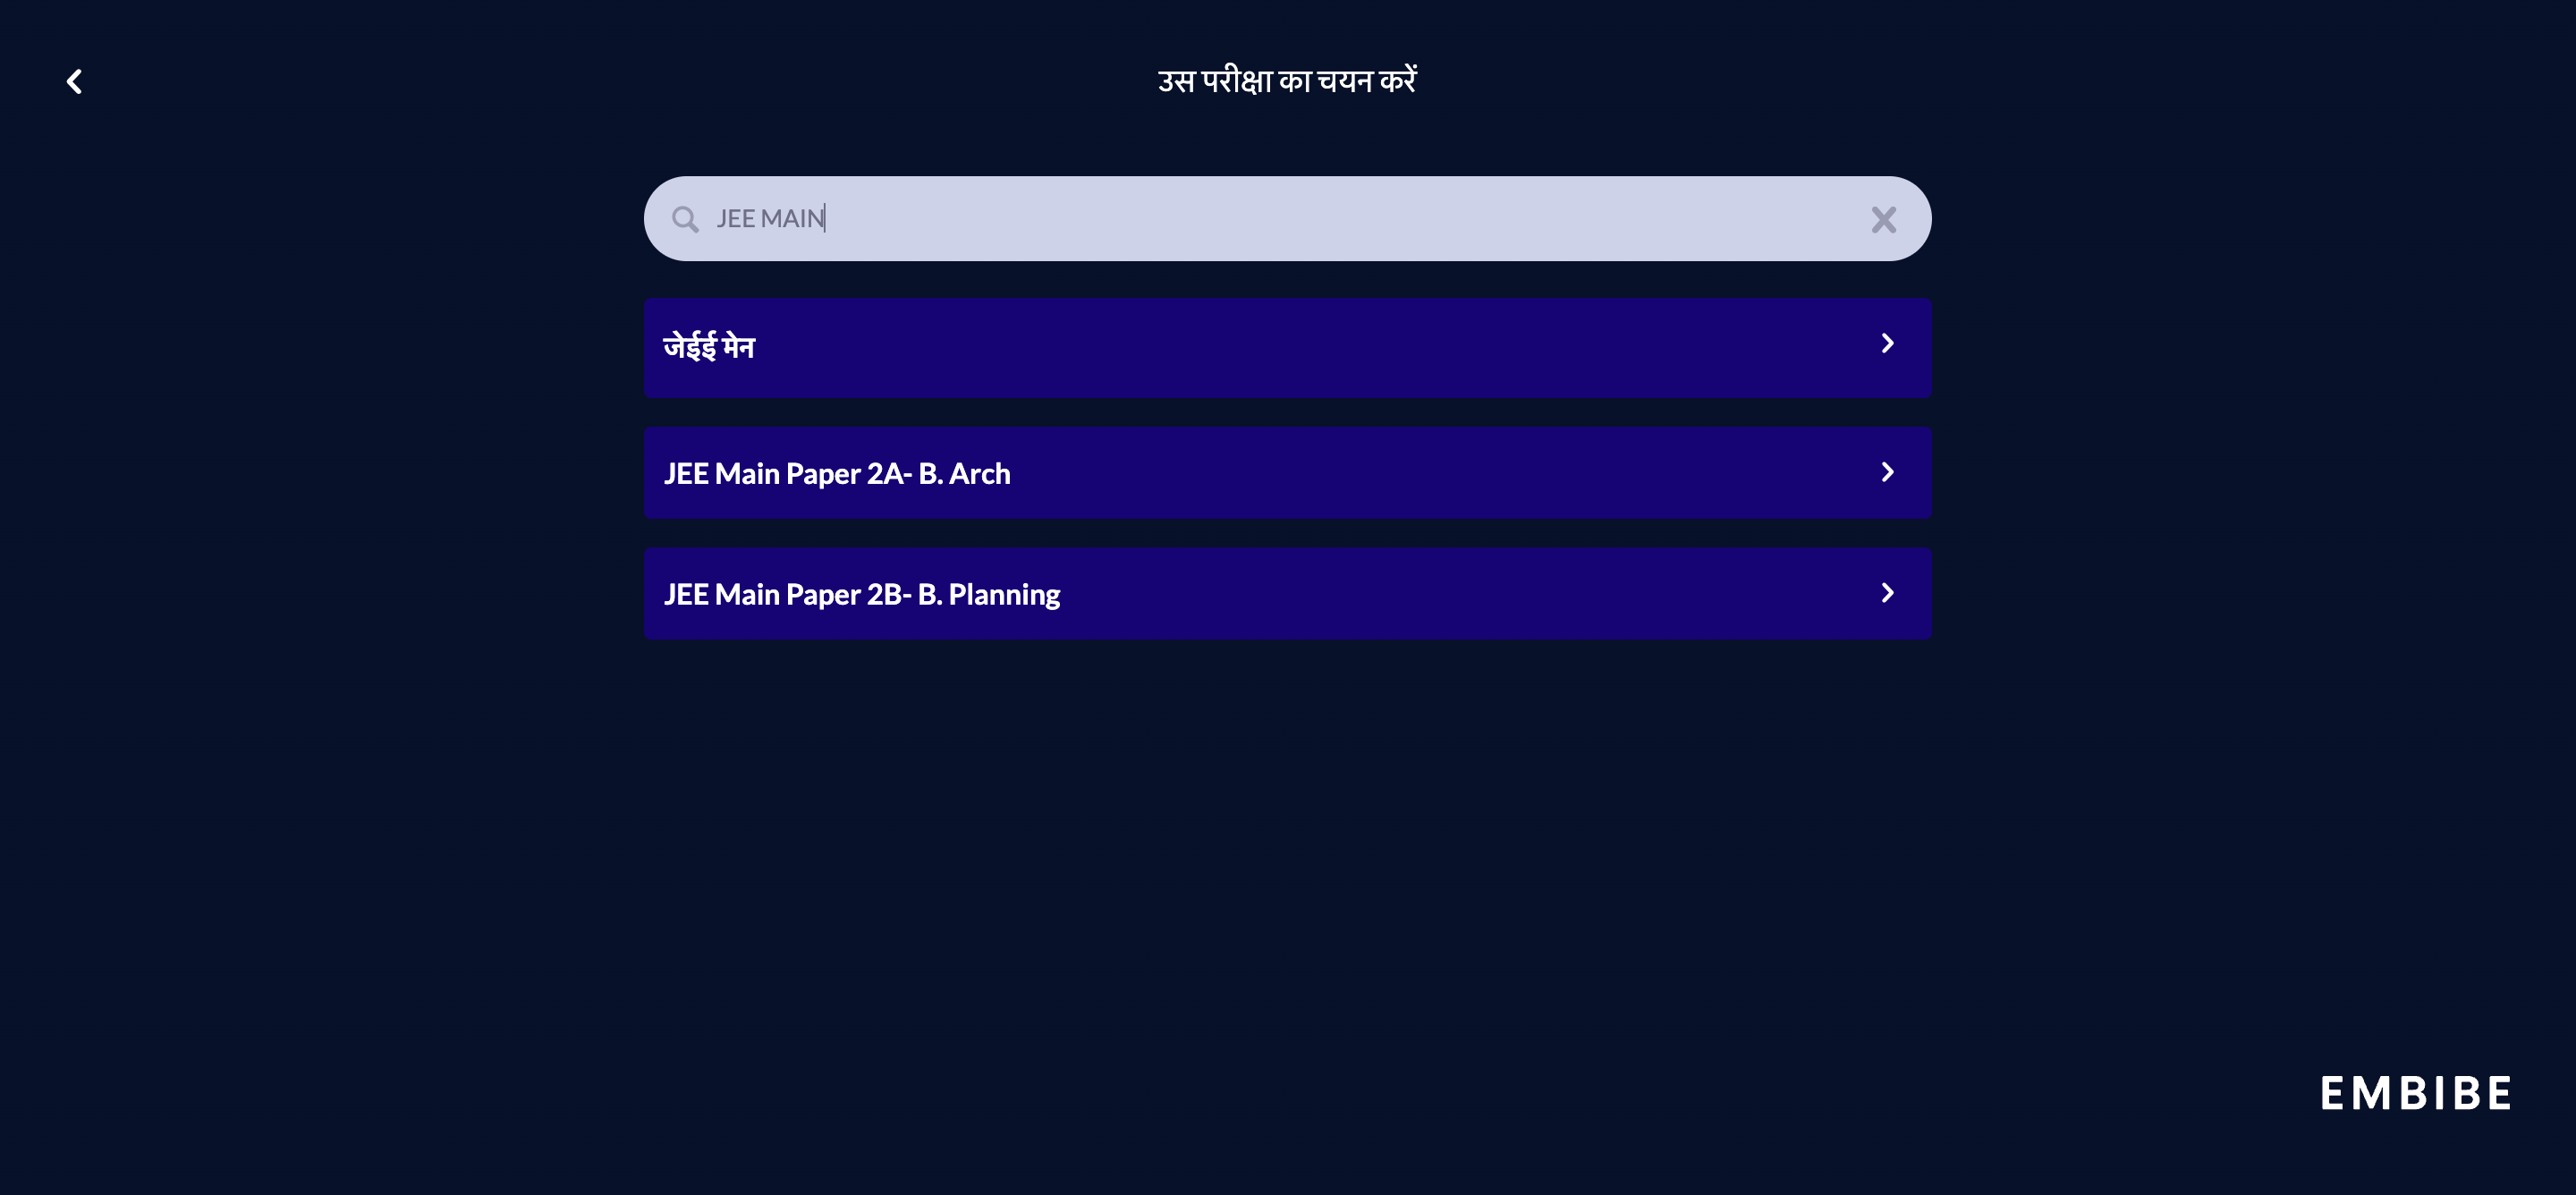 उस परीक्षा का चयन करें
JEE MAIN
जेईई मेन
JEE Main Paper 2A- B. Arch
JEE Main Paper 2B- B. Planning
EMBIBE